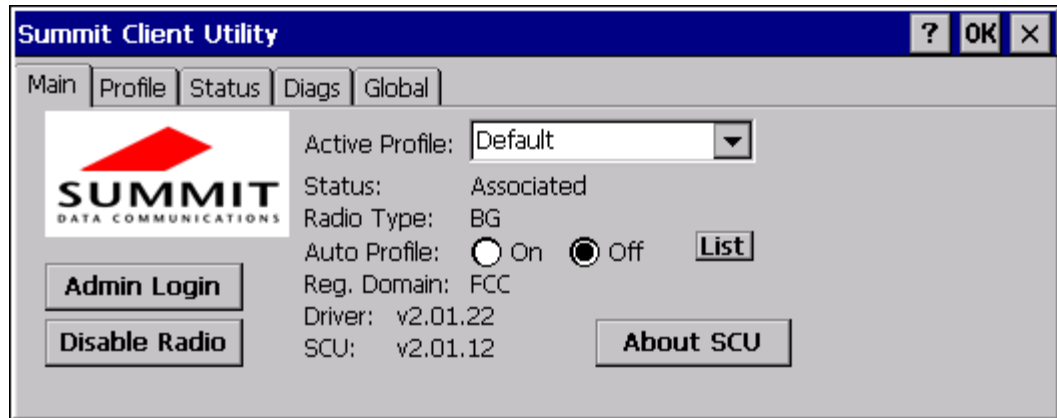 Summit Client Utility ? OK ×
Main Profile Status Diags Global
SUMMIT
DATA COMMUNICATIONS
Active Profile: Default
Status: Associated
Radio Type: BG
Auto Profile: On Off List
Admin Login
Reg. Domain: FCC
Driver: v2.01.22
Disable Radio
SCU: v2.01.12
About SCU